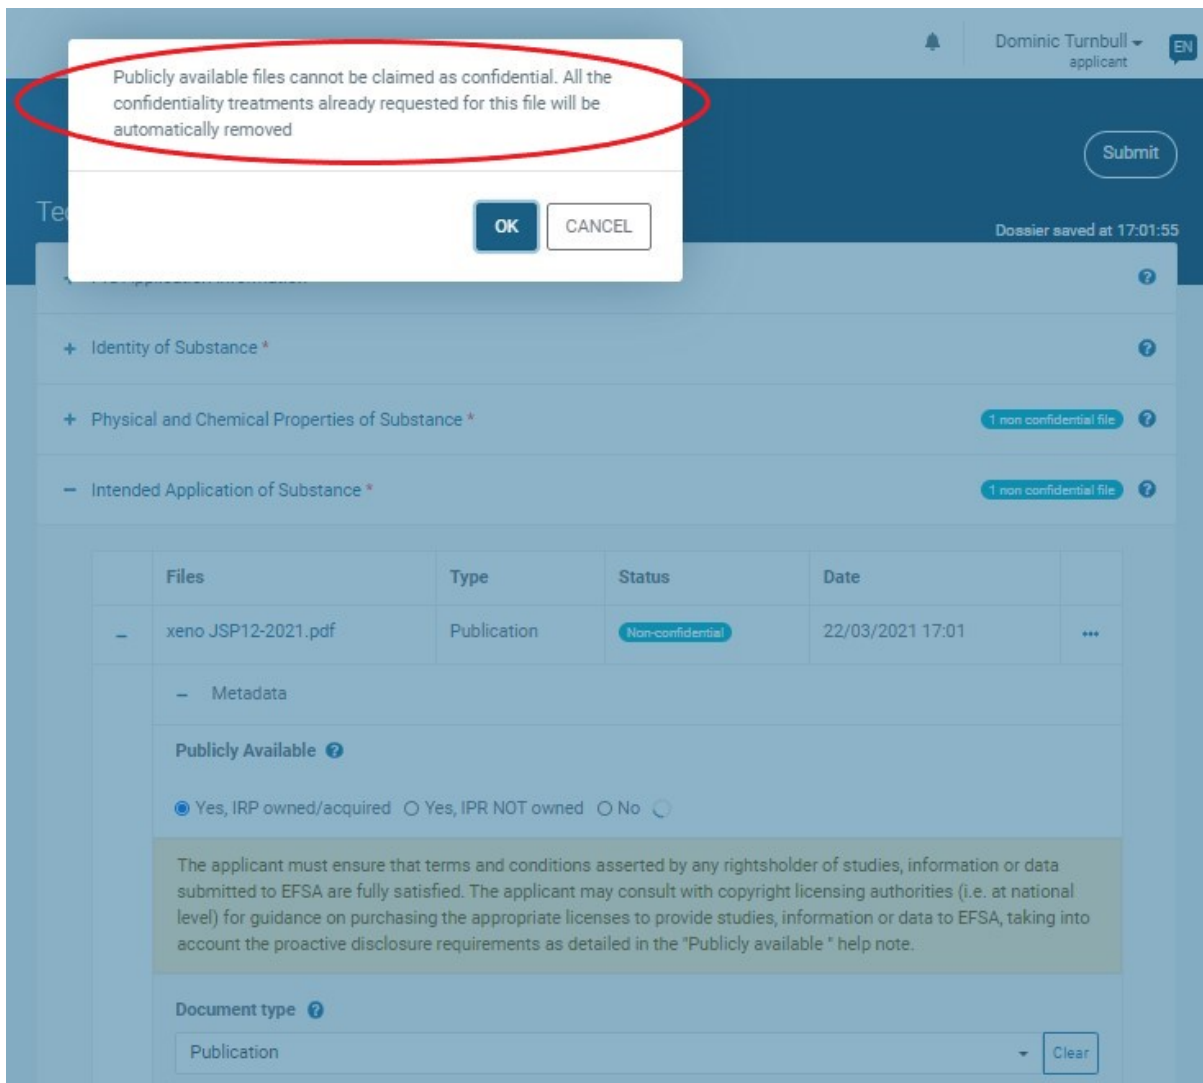 Dominic Turnbull
applicant
EN
Publicly available files cannot be claimed as confidential. All the
confidentiality treatments already requested for this file will be
automatically removed
OK
CANCEL
Submit
Dossier saved at 17:01:55
+ Identity of Substance *
+ Physical and Chemical Properties of Substance *
1 non confidential file
− Intended Application of Substance *
1 non confidential file
Files Type Status Date
− xeno JSP12-2021.pdf Publication Non-confidential 22/03/2021 17:01 •••
− Metadata
Publicly Available
Yes, IRP owned/acquired Yes, IPR NOT owned No
The applicant must ensure that terms and conditions asserted by any rightsholder of studies, information or data
submitted to EFSA are fully satisfied. The applicant may consult with copyright licensing authorities (i.e. at national
level) for guidance on purchasing the appropriate licenses to provide studies, information or data to EFSA, taking into
account the proactive disclosure requirements as detailed in the "Publicly available " help note.
Document type
Publication
Clear